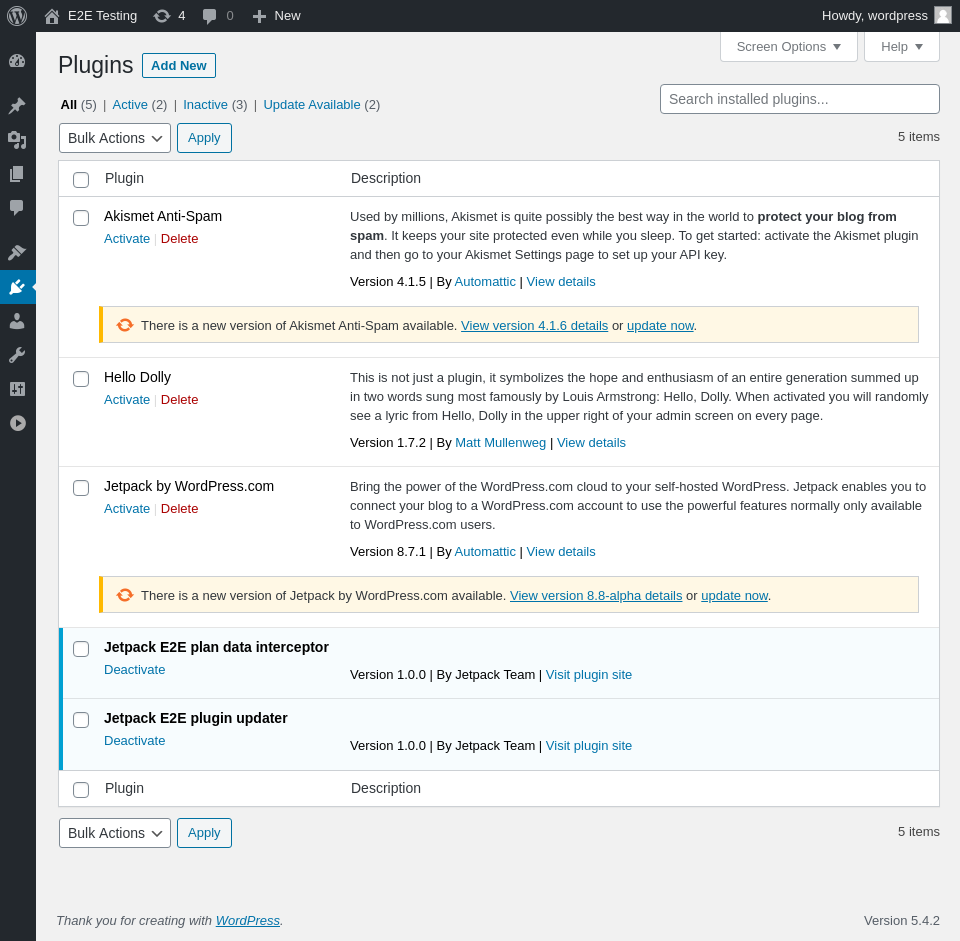 E2E Testing 4 0 New Howdy, wordpress
Screen Options Help
Plugins Add New
All (5) | Active (2) | Inactive (3) | Update Available (2)
Search installed plugins...
Bulk Actions Apply 5 items
Plugin Description
Akismet Anti-Spam
Activate | Delete
Used by millions, Akismet is quite possibly the best way in the world to protect your blog from
spam. It keeps your site protected even while you sleep. To get started: activate the Akismet plugin
and then go to your Akismet Settings page to set up your API key.
Version 4.1.5 | By Automattic | View details
There is a new version of Akismet Anti-Spam available. View version 4.1.6 details or update now.
Hello Dolly
Activate | Delete
This is not just a plugin, it symbolizes the hope and enthusiasm of an entire generation summed up
in two words sung most famously by Louis Armstrong: Hello, Dolly. When activated you will randomly
see a lyric from Hello, Dolly in the upper right of your admin screen on every page.
Version 1.7.2 | By Matt Mullenweg | View details
Jetpack by WordPress.com
Activate | Delete
Bring the power of the WordPress.com cloud to your self-hosted WordPress. Jetpack enables you to
connect your blog to a WordPress.com account to use the powerful features normally only available
to WordPress.com users.
Version 8.7.1 | By Automattic | View details
There is a new version of Jetpack by WordPress.com available. View version 8.8-alpha details or update now.
Jetpack E2E plan data interceptor
Deactivate
Version 1.0.0 | By Jetpack Team | Visit plugin site
Jetpack E2E plugin updater
Deactivate
Version 1.0.0 | By Jetpack Team | Visit plugin site
Plugin Description
Bulk Actions Apply 5 items
Thank you for creating with WordPress. Version 5.4.2